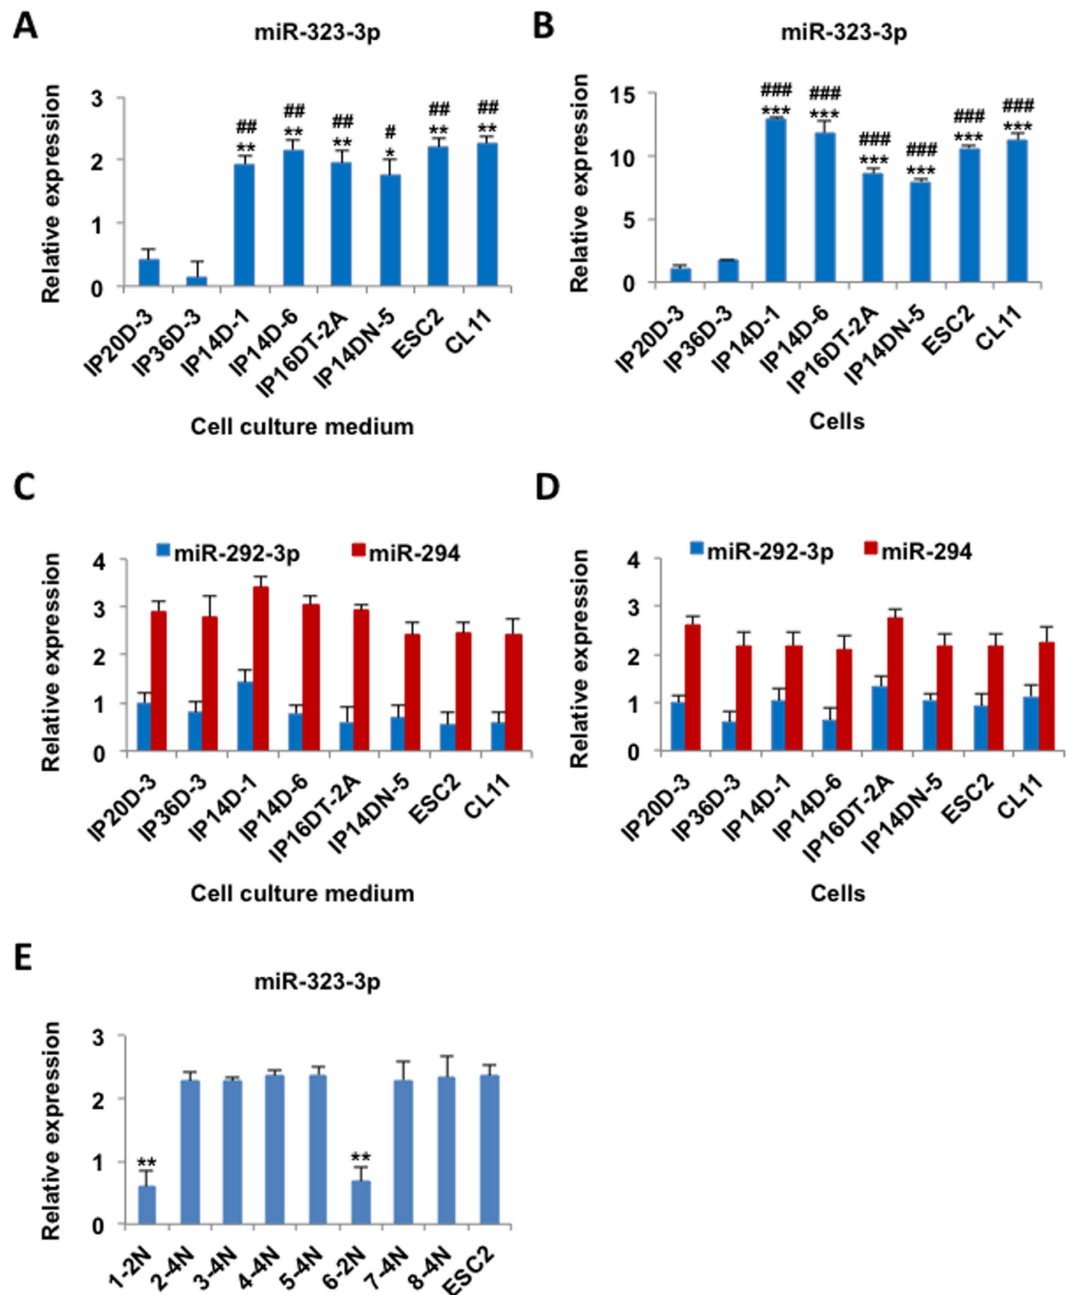 A
miR-323-3p
Relative expression
3
2
1
0
##
**
##
**
##
**
#
*
##
**
##
**
IP20D-3
IP36D-3
IP14D-1
IP14D-6
IP16DT-2A
IP14DN-5
ESC2
CL11
Cell culture medium
B
miR-323-3p
Relative expression
15
10
5
0
###
***
###
***
###
***
###
***
###
***
###
***
IP20D-3
IP36D-3
IP14D-1
IP14D-6
IP16DT-2A
IP14DN-5
ESC2
CL11
Cells
C
miR-292-3p
miR-294
Relative expression
4
3
2
1
0
IP20D-3
IP36D-3
IP14D-1
IP14D-6
IP16DT-2A
IP14DN-5
ESC2
CL11
Cell culture medium
D
miR-292-3p
miR-294
Relative expression
4
3
2
1
0
IP20D-3
IP36D-3
IP14D-1
IP14D-6
IP16DT-2A
IP14DN-5
ESC2
CL11
Cells
E
miR-323-3p
Relative expression
3
2
1
0
**
**
1-2N
2-4N
3-4N
4-4N
5-4N
6-2N
7-4N
8-4N
ESC2